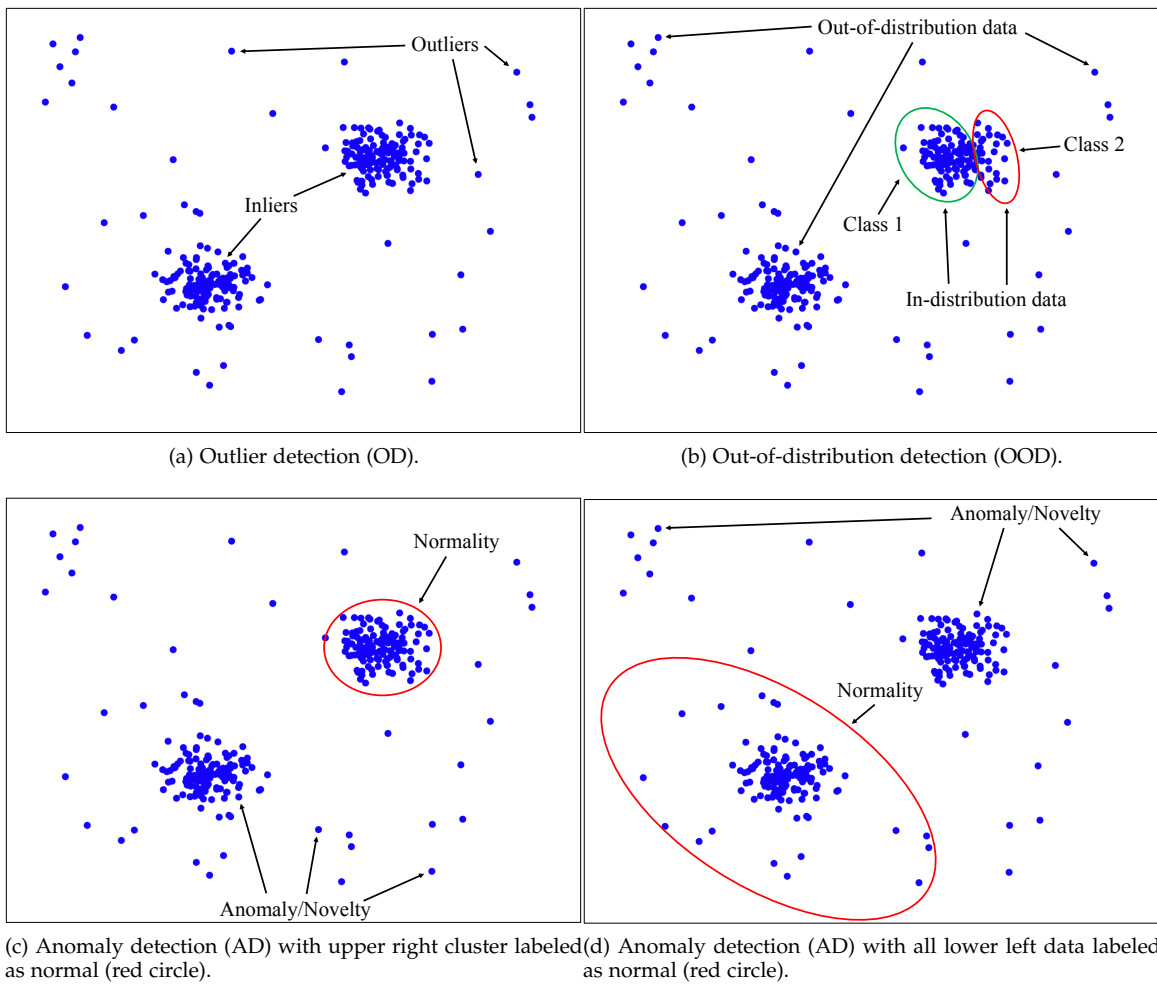 Outliers
Inliers
(a) Outlier detection (OD).
Out-of-distribution data
Class 2
Class 1
In-distribution data
(b) Out-of-distribution detection (OOD).
Normality
Anomaly/Novelty
(c) Anomaly detection (AD) with upper right cluster labeled
as normal (red circle).
Anomaly/Novelty
Normality
(d) Anomaly detection (AD) with all lower left data labeled
as normal (red circle).